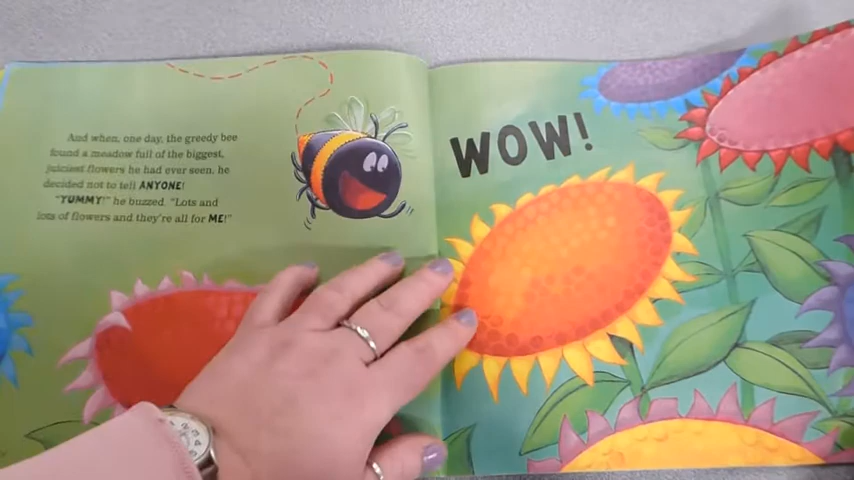 And when, one day, the greedy Bee
found a meadow full of the biggest,
juiciest flowers he had ever seen, he
decided not to tell ANYONE!
"YUMMY!" he buzzed. "Lots and
lots of flowers and they're all for ME!"
WOW!